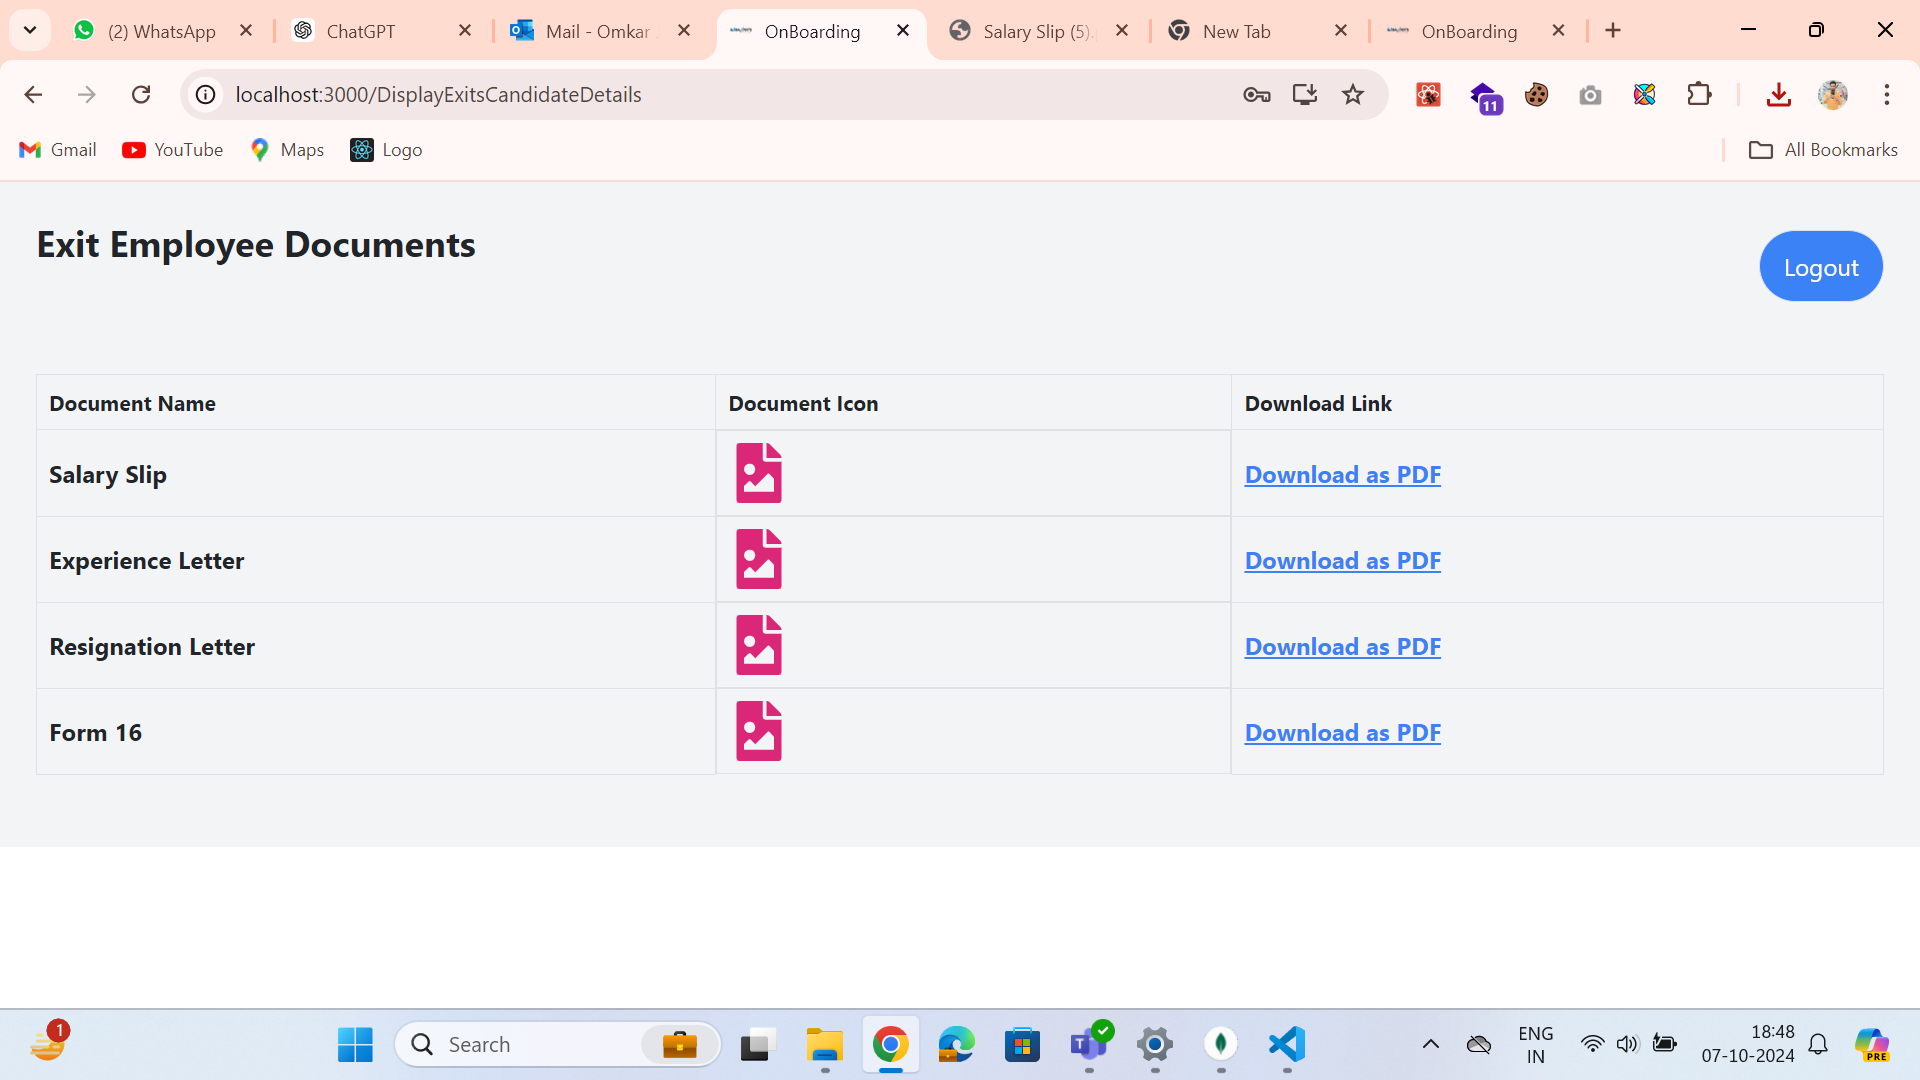 (2) WhatsApp
ChatGPT
Mail - Omkar
OnBoarding
Salary Slip (5).
New Tab
OnBoarding
localhost:3000/DisplayExitsCandidateDetails
11
Gmail
YouTube
Maps
Logo
All Bookmarks
Exit Employee Documents
Logout
Document Name Document Icon Download Link
Salary Slip Download as PDF
Experience Letter Download as PDF
Resignation Letter Download as PDF
Form 16 Download as PDF
1
Search
T
ENG
IN
18:48
07-10-2024
PRE